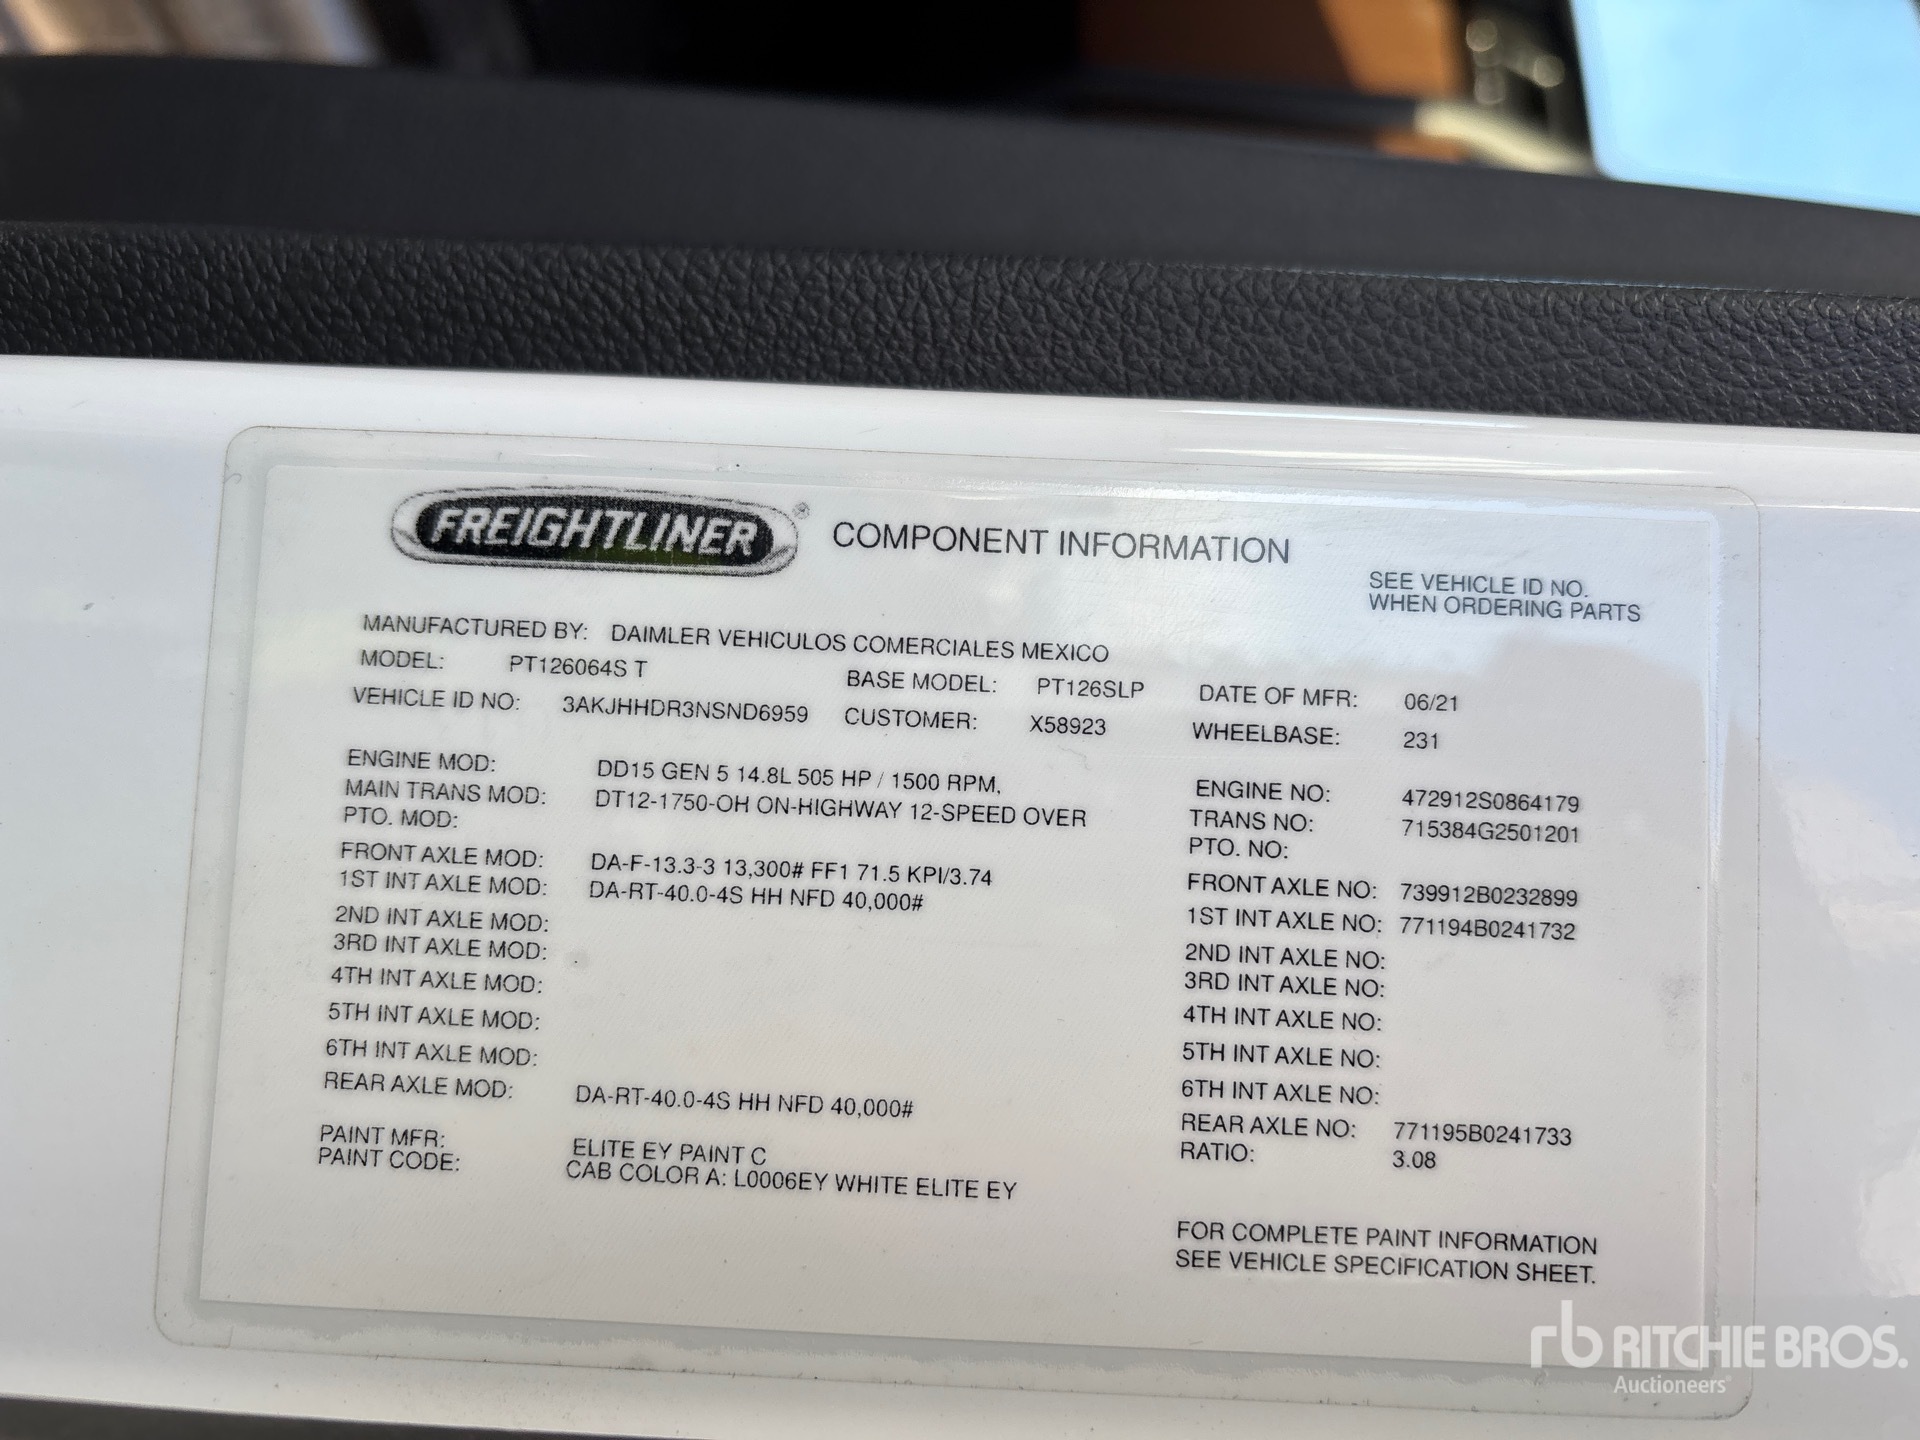 FREIGHTLINER ® COMPONENT INFORMATION
SEE VEHICLE ID NO.
WHEN ORDERING PARTS
MANUFACTURED BY: DAIMLER VEHICULOS COMERCIALES MEXICO
MODEL: PT126064S T BASE MODEL: PT126SLP DATE OF MFR: 06/21
VEHICLE ID NO: 3AKJHHDR3NSND6959 CUSTOMER: X58923 WHEELBASE: 231
ENGINE MOD: DD15 GEN 5 14.8L 505 HP / 1500 RPM, ENGINE NO: 472912S0864179
MAIN TRANS MOD: DT12-1750-OH ON-HIGHWAY 12-SPEED OVER TRANS NO: 715384G2501201
PTO. MOD: PTO. NO:
FRONT AXLE MOD: DA-F-13.3-3 13,300# FF1 71.5 KPI/3.74 FRONT AXLE NO: 739912B0232899
1ST INT AXLE MOD: DA-RT-40.0-4S HH NFD 40,000# 1ST INT AXLE NO: 771194B0241732
2ND INT AXLE MOD: 2ND INT AXLE NO:
3RD INT AXLE MOD: 3RD INT AXLE NO:
4TH INT AXLE MOD: 4TH INT AXLE NO:
5TH INT AXLE MOD: 5TH INT AXLE NO:
6TH INT AXLE MOD: 6TH INT AXLE NO:
REAR AXLE MOD: DA-RT-40.0-4S HH NFD 40,000# REAR AXLE NO: 771195B0241733
RATIO: 3.08
PAINT MFR: ELITE EY PAINT C
PAINT CODE: CAB COLOR A: L0006EY WHITE ELITE EY
FOR COMPLETE PAINT INFORMATION
SEE VEHICLE SPECIFICATION SHEET.
rb RITCHIE BROS.
Auctioneers